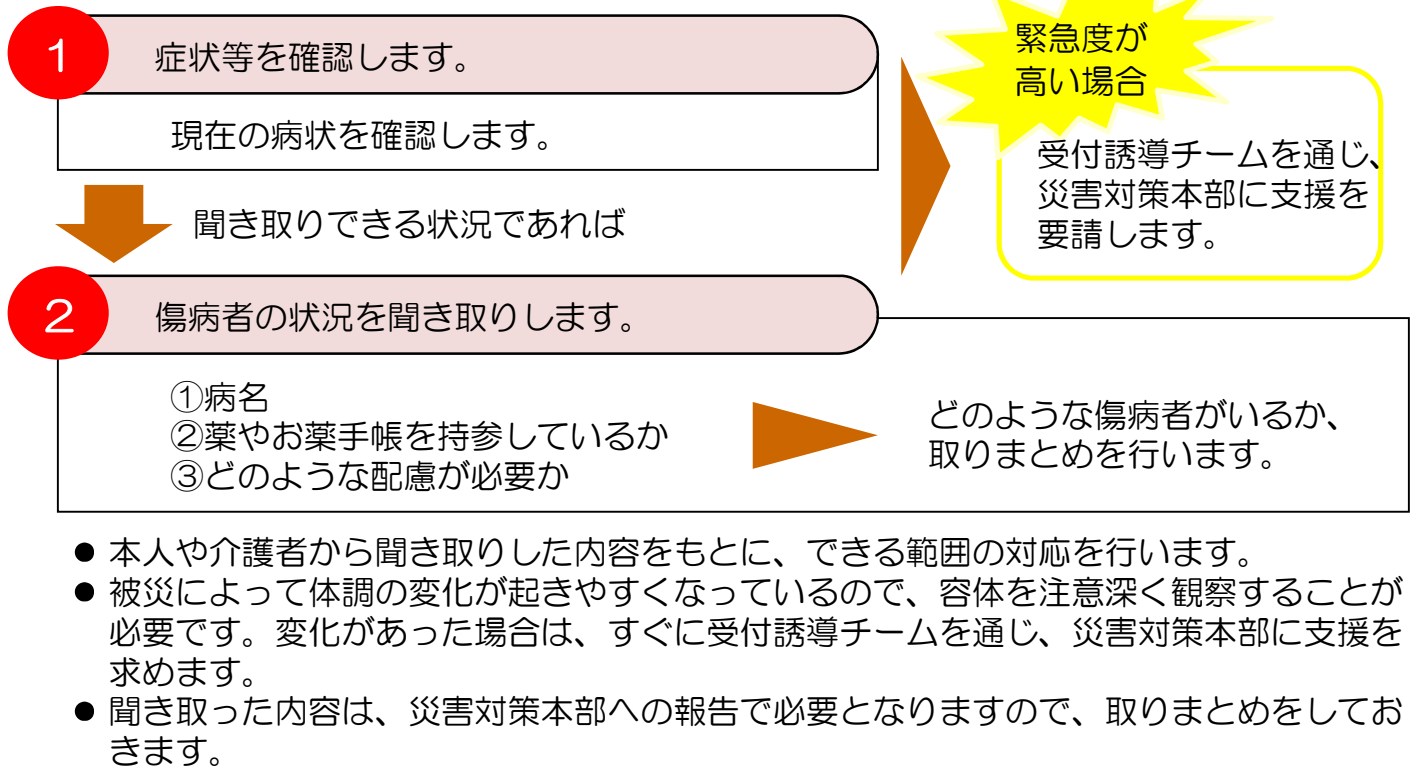 1
症状等を確認します。
現在の病状を確認します。
緊急度が
高い場合
受付誘導チームを通じ、
災害対策本部に支援を
要請します。
聞き取りできる状況であれば
2
傷病者の状況を聞き取りします。
①病名
②薬やお薬手帳を持参しているか
③どのような配慮が必要か
どのような傷病者がいるか、
取りまとめを行います。
● 本人や介護者から聞き取りした内容をもとに、できる範囲の対応を行います。
● 被災によって体調の変化が起きやすくなっているので、容体を注意深く観察することが
必要です。変化があった場合は、すぐに受付誘導チームを通じ、災害対策本部に支援を
求めます。
● 聞き取った内容は、災害対策本部への報告で必要となりますので、取りまとめをしてお
きます。